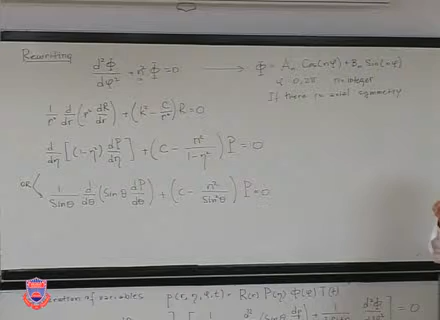 Rewriting
d²Φ/dφ² + n²Φ = 0 → Φ = Aₙ Cos(nφ) + Bₙ Sin(nφ)
n integer
If there is axial symmetry
1/r² d/dr (r² dR/dr) + (k² − C/r²) R = 0
d/dη [(1−η²) dP/dη] + (C − n²/(1−η²)) P = 0
OR 1/Sinθ d/dθ (Sinθ dP/dθ) + (C − n²/Sin²θ) P = 0
of variables p(r, η, φ, t) = R(r) P(η) Φ(φ) T(t)
= 0